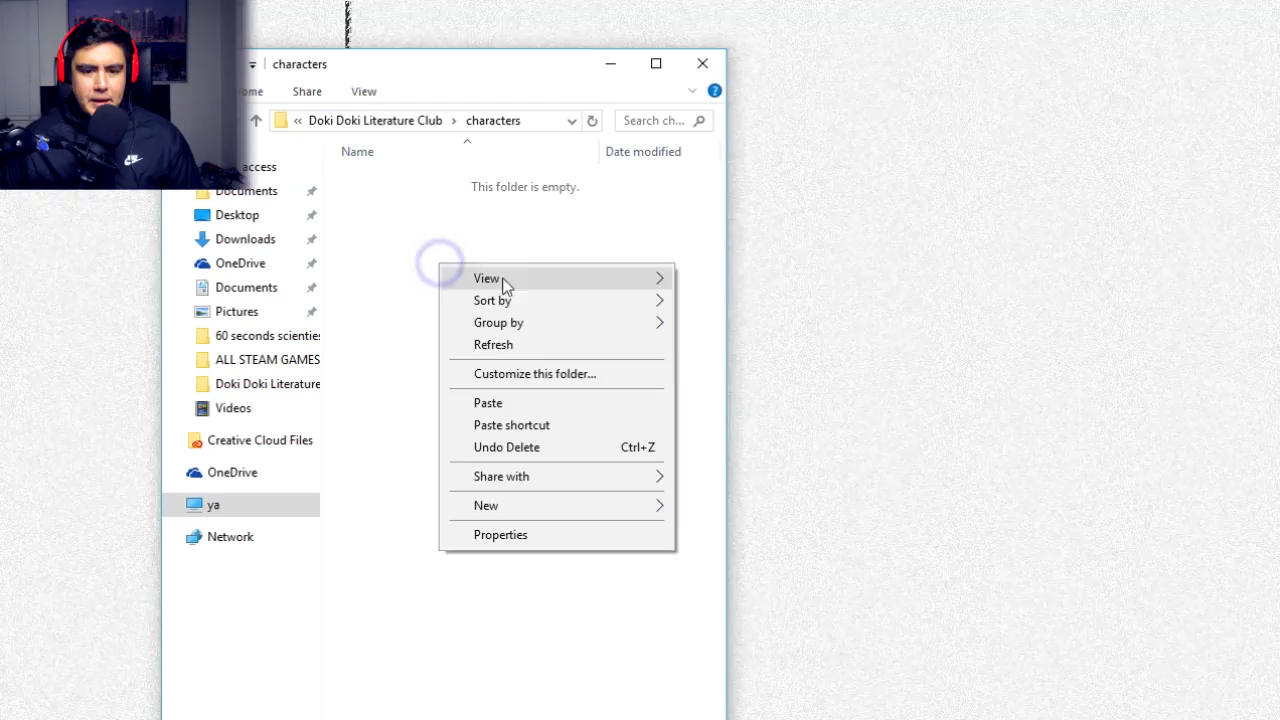 characters
ome Share View
« Doki Doki Literature Club › characters Search ch...
access Name Date modified
Documents This folder is empty.
Desktop
Downloads
OneDrive
Documents
Pictures
60 seconds scienties
ALL STEAM GAMES
Doki Doki Literature
Videos
Creative Cloud Files
OneDrive
ya
Network
View
Sort by
Group by
Refresh
Customize this folder...
Paste
Paste shortcut
Undo Delete Ctrl+Z
Share with
New
Properties